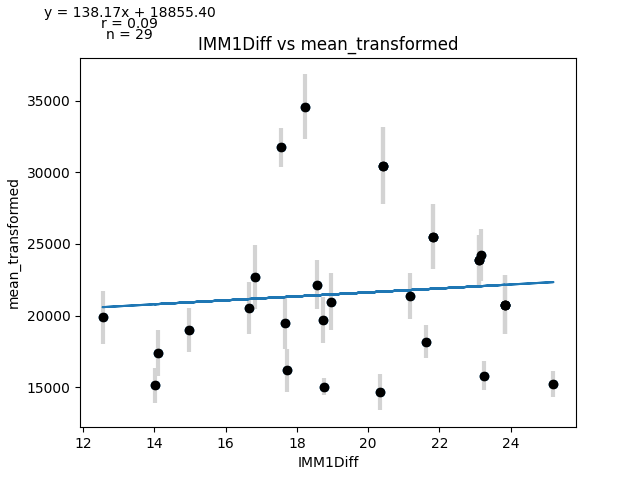 y = 138.17x + 18855.40
r = 0.09
n = 29
IMM1Diff vs mean_transformed
35000
30000
25000
20000
15000
mean_transformed
12 14 16 18 20 22 24
IMM1Diff